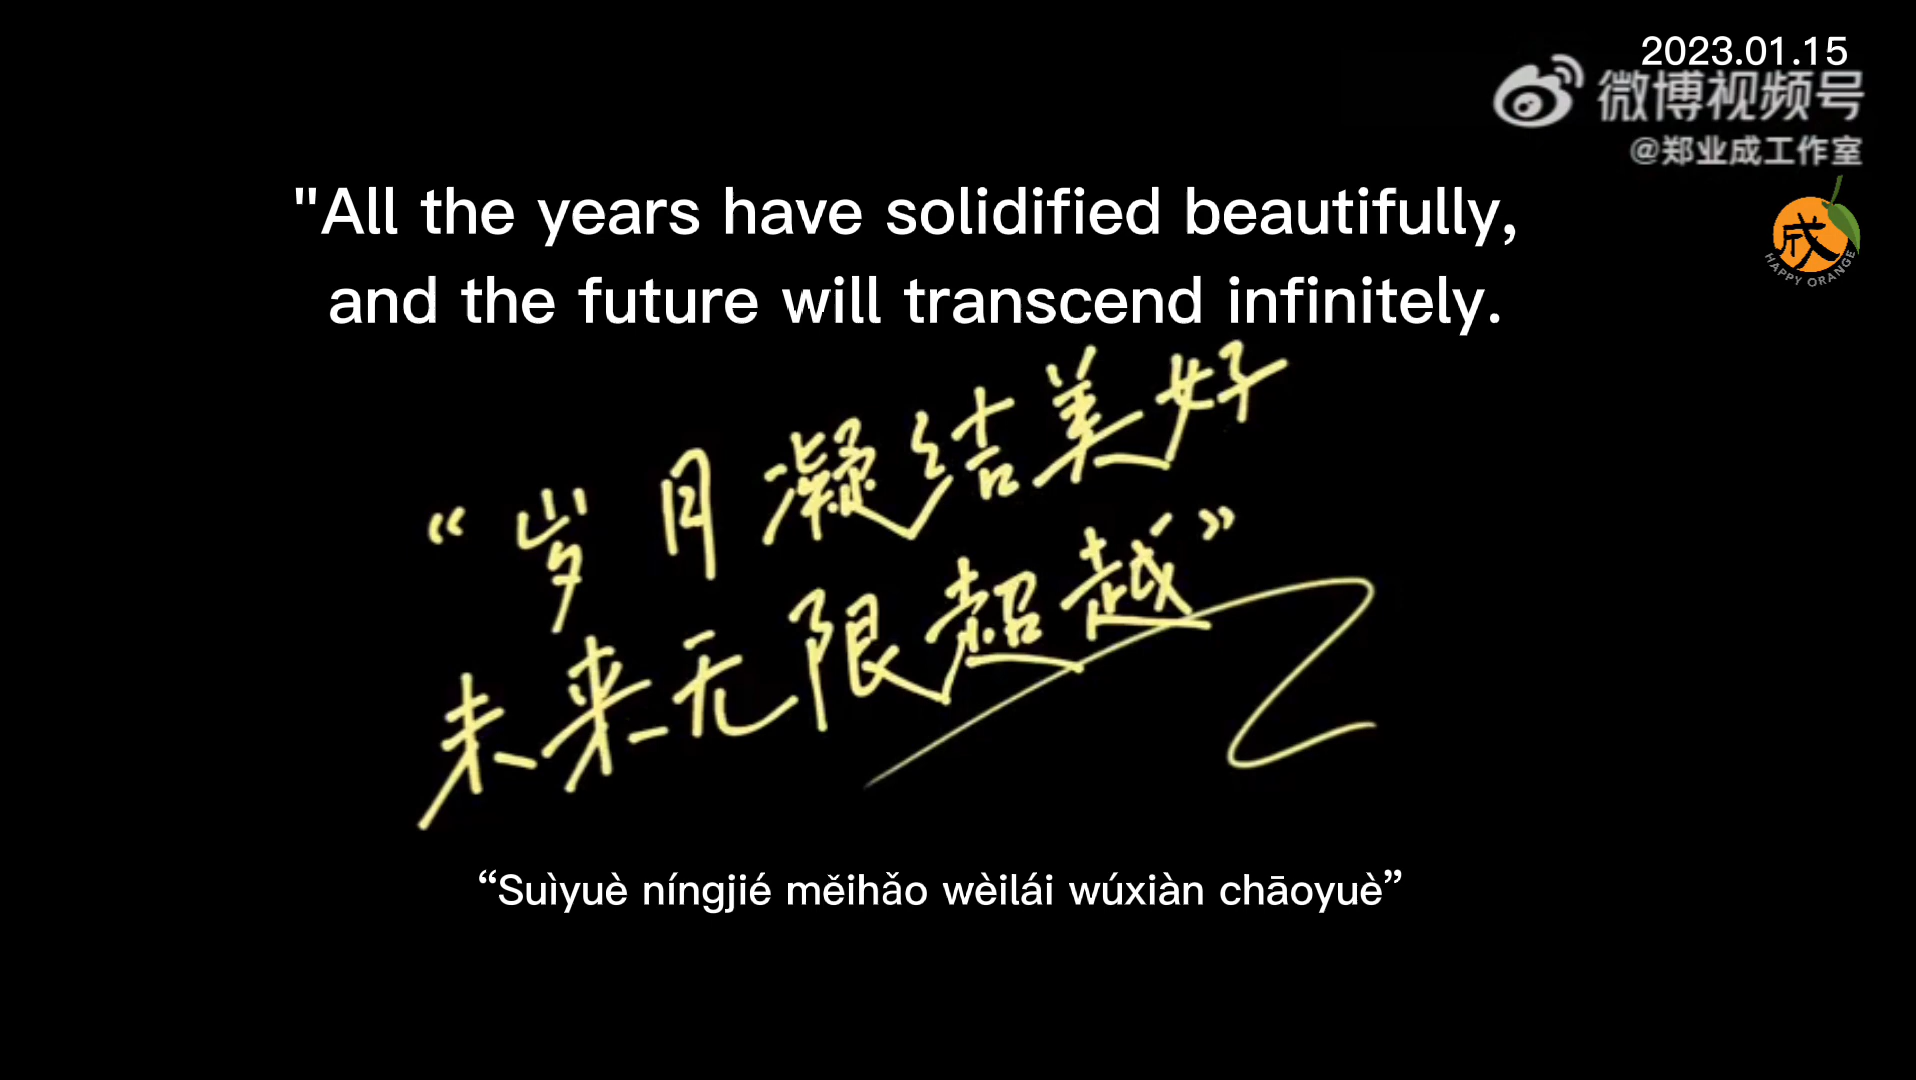 2023.01.15
微博视频号
@郑业成工作室
"All the years have solidified beautifully,
and the future will transcend infinitely.
成
HAPPY ORANGE
“岁月凝结美好
未来无限超越”
“Suìyuè níngjié měihǎo wèilái wúxiàn chāoyuè”